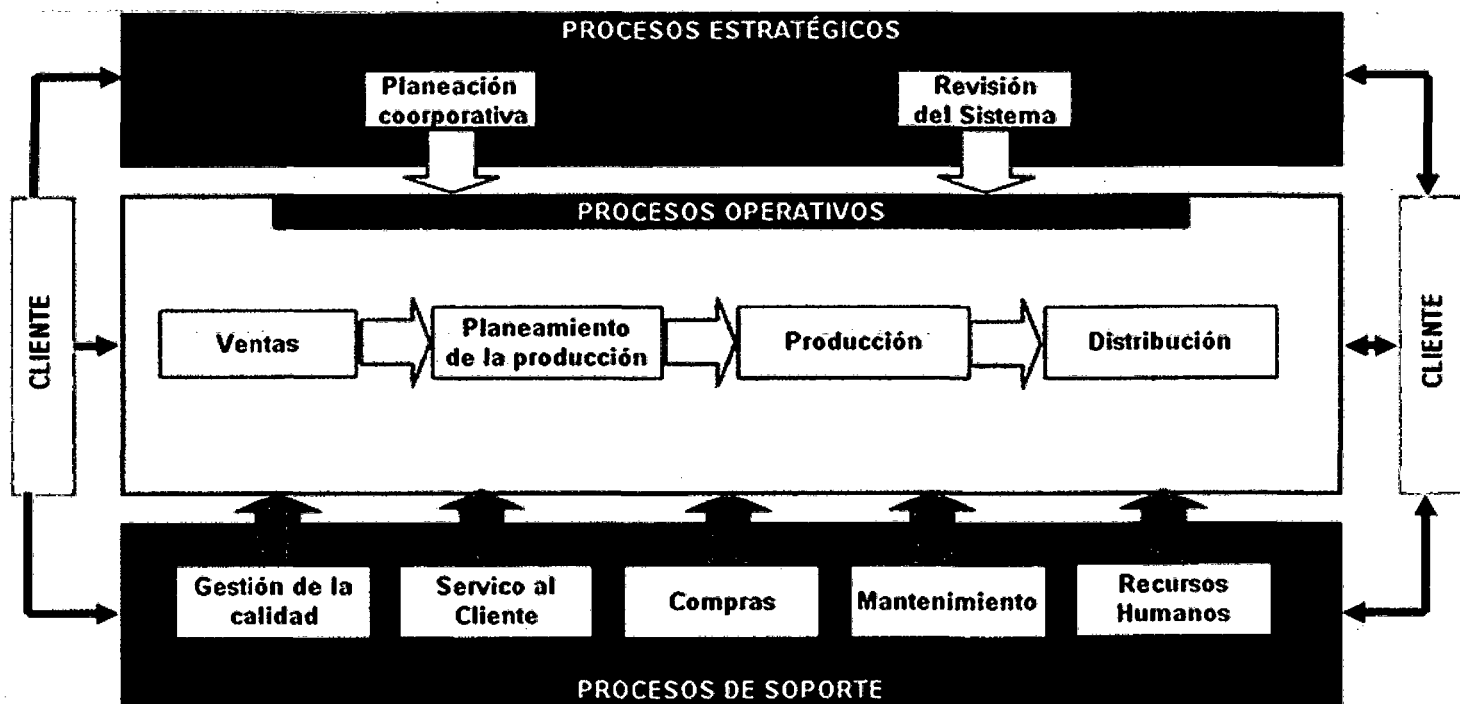 PROCESOS ESTRATÉGICOS
Planeación
coorporativa
Revisión
del Sistema
CLIENTE
PROCESOS OPERATIVOS
Ventas
Planeamiento
de la producción
Producción
Distribución
CLIENTE
Gestión de la
calidad
Servico al
Cliente
Compras
Mantenimiento
Recursos
Humanos
PROCESOS DE SOPORTE